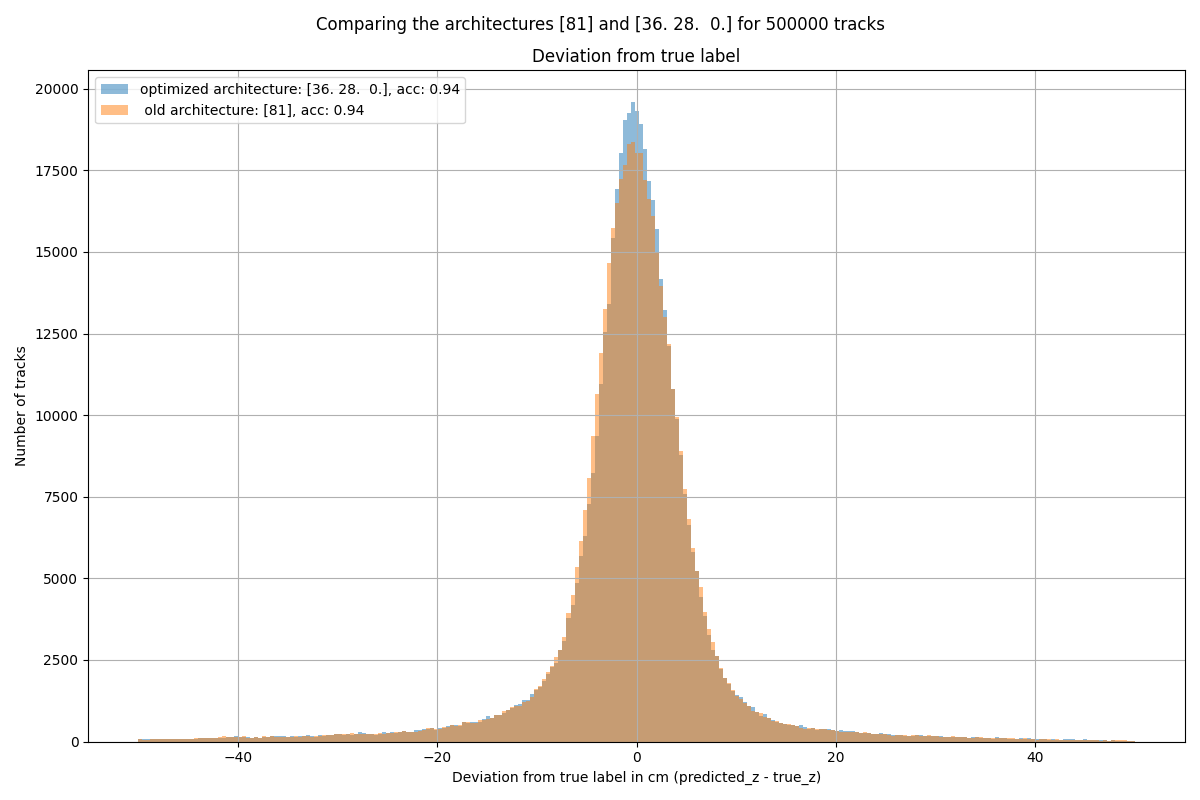 Comparing the architectures [81] and [36. 28.  0.] for 500000 tracks
Deviation from true label
optimized architecture: [36. 28.  0.], acc: 0.94
old architecture: [81], acc: 0.94
20000
17500
15000
12500
10000
7500
5000
2500
0
Number of tracks
−40
−20
0
20
40
Deviation from true label in cm (predicted_z - true_z)